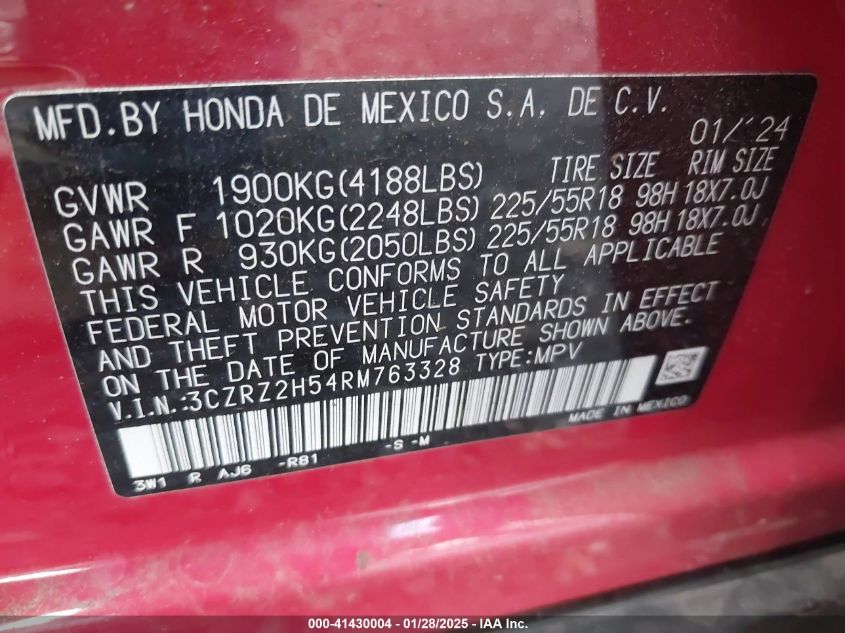 MFD.BY HONDA DE MEXICO S.A. DE C.V.
01/'24
TIRE SIZE RIM SIZE
GVWR 1900KG(4188LBS)
GAWR F 1020KG(2248LBS) 225/55R18 98H 18X7.0J
GAWR R 930KG(2050LBS) 225/55R18 98H 18X7.0J
THIS VEHICLE CONFORMS TO ALL APPLICABLE
FEDERAL MOTOR VEHICLE SAFETY
AND THEFT PREVENTION STANDARDS IN EFFECT
ON THE DATE OF MANUFACTURE SHOWN ABOVE.
V.I.N.:3CZRZ2H54RM763328 TYPE:MPV
MADE IN MEXICO
3W1 R AJ6 -R81 -S -M
000-41430004 - 01/28/2025 - IAA Inc.